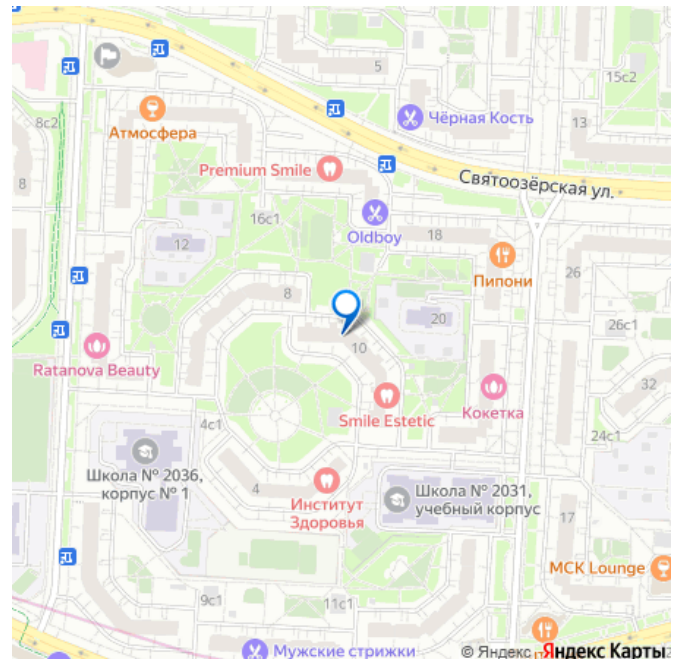 5
15с2
Атмосфера
Чёрная Кость
13
8с2
Premium Smile
8
Святоозёрская ул.
16с1
Oldboy
18
12
Пипони
26
8
20
26с1
10
Ratanova Beauty
32
Smile Estetic
Кокетка
4с1
24с1
Школа № 2036,
корпус № 1
4
Институт
Здоровья
Школа № 2031,
учебный корпус
17
МСК Lounge
9с1
11с1
Мужские стрижки
© Яндекс Яндекс Карты